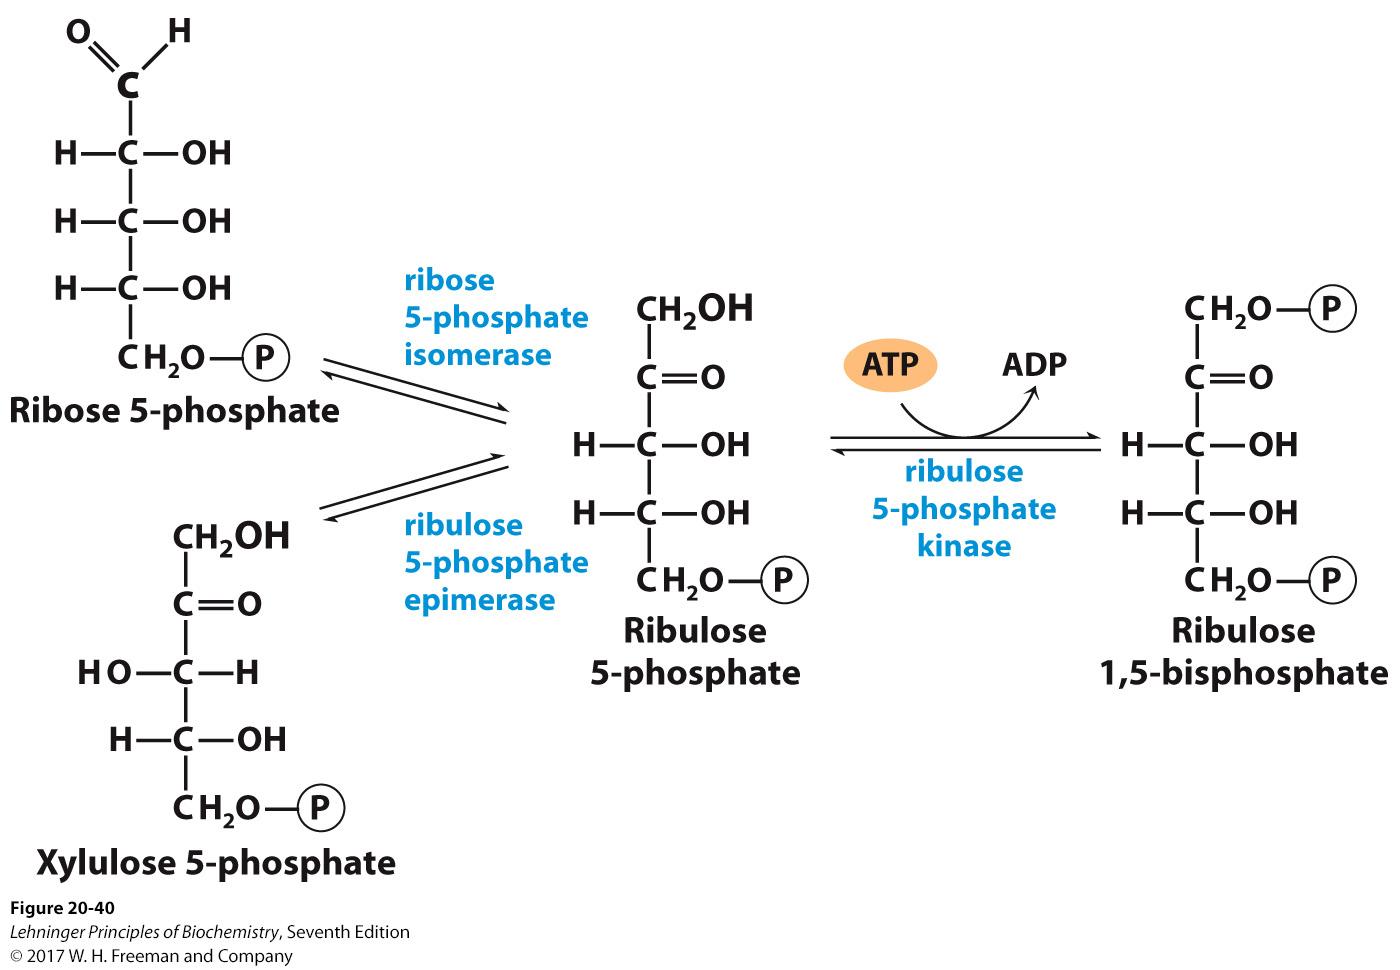 O H
C
H—C—OH
H—C—OH
H—C—OH
CH₂O—P
Ribose 5-phosphate
ribose
5-phosphate
isomerase
CH₂OH
C=O
HO—C—H
H—C—OH
CH₂O—P
Xylulose 5-phosphate
ribulose
5-phosphate
epimerase
CH₂OH
C=O
H—C—OH
H—C—OH
CH₂O—P
Ribulose
5-phosphate
ATP ADP
ribulose
5-phosphate
kinase
CH₂O—P
C=O
H—C—OH
H—C—OH
CH₂O—P
Ribulose
1,5-bisphosphate
Figure 20-40
Lehninger Principles of Biochemistry, Seventh Edition
© 2017 W. H. Freeman and Company